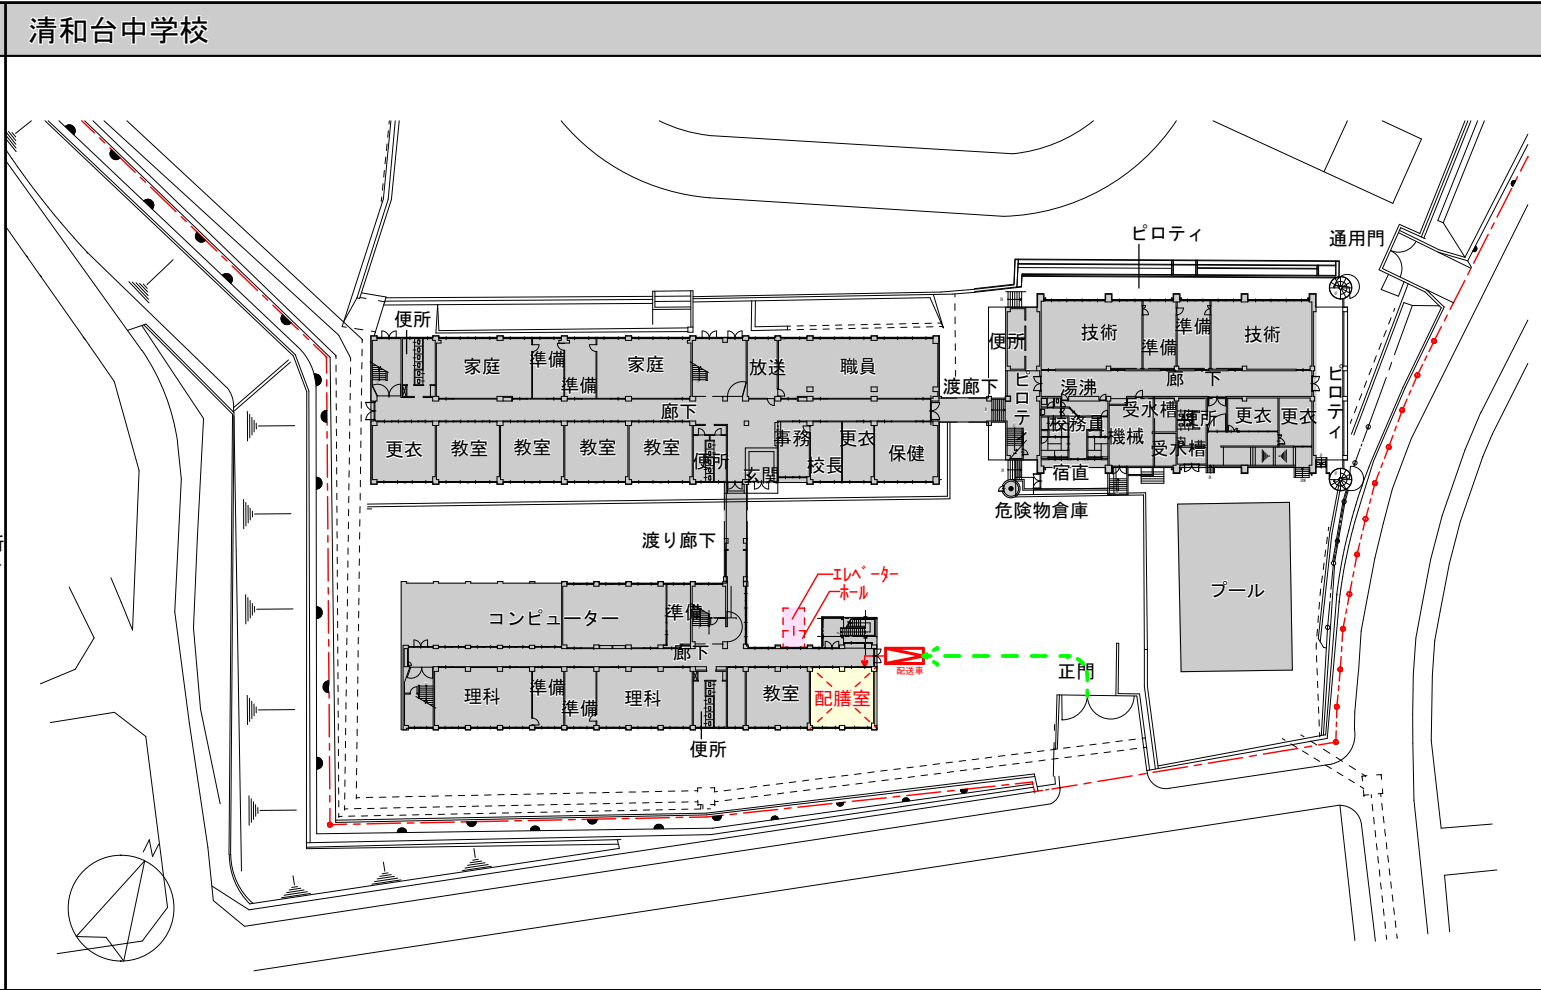 清和台中学校
ピロティ
通用門
便所
家庭
準備
準備
家庭
放送
職員
渡廊下
便所
技術
準備
準備
技術
ピロティ
ピロティ
廊下
湯沸
廊下
更衣
教室
教室
教室
教室
便所
玄関
事務
校長
更衣
保健
校務員
機械
受水槽
受水槽
便所
更衣
更衣
宿直
危険物倉庫
渡り廊下
エレベーター
ホール
プール
コンピューター
準備
廊下
配送車
正門
理科
準備
準備
理科
便所
教室
配膳室
N